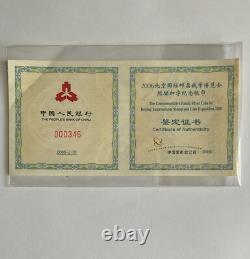 中國人民銀行
THE PEOPLE'S BANK OF CHINA
000346
2006北京国际邮票钱币博览会
熊猫加字纪念银币
The Commemorative Panda Silver Coin for
Beijing International Stamp and Coin Exposition 2006
鉴定证书
Certificate of Authenticity